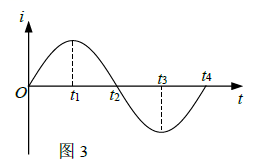 i
O t₁ t₂ t₃ t₄ t
图 3